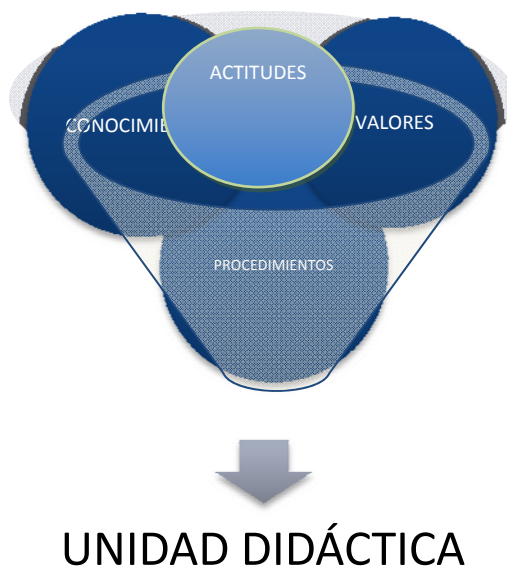 ACTITUDES
CONOCIMIE
VALORES
PROCEDIMIENTOS
UNIDAD DIDÁCTICA